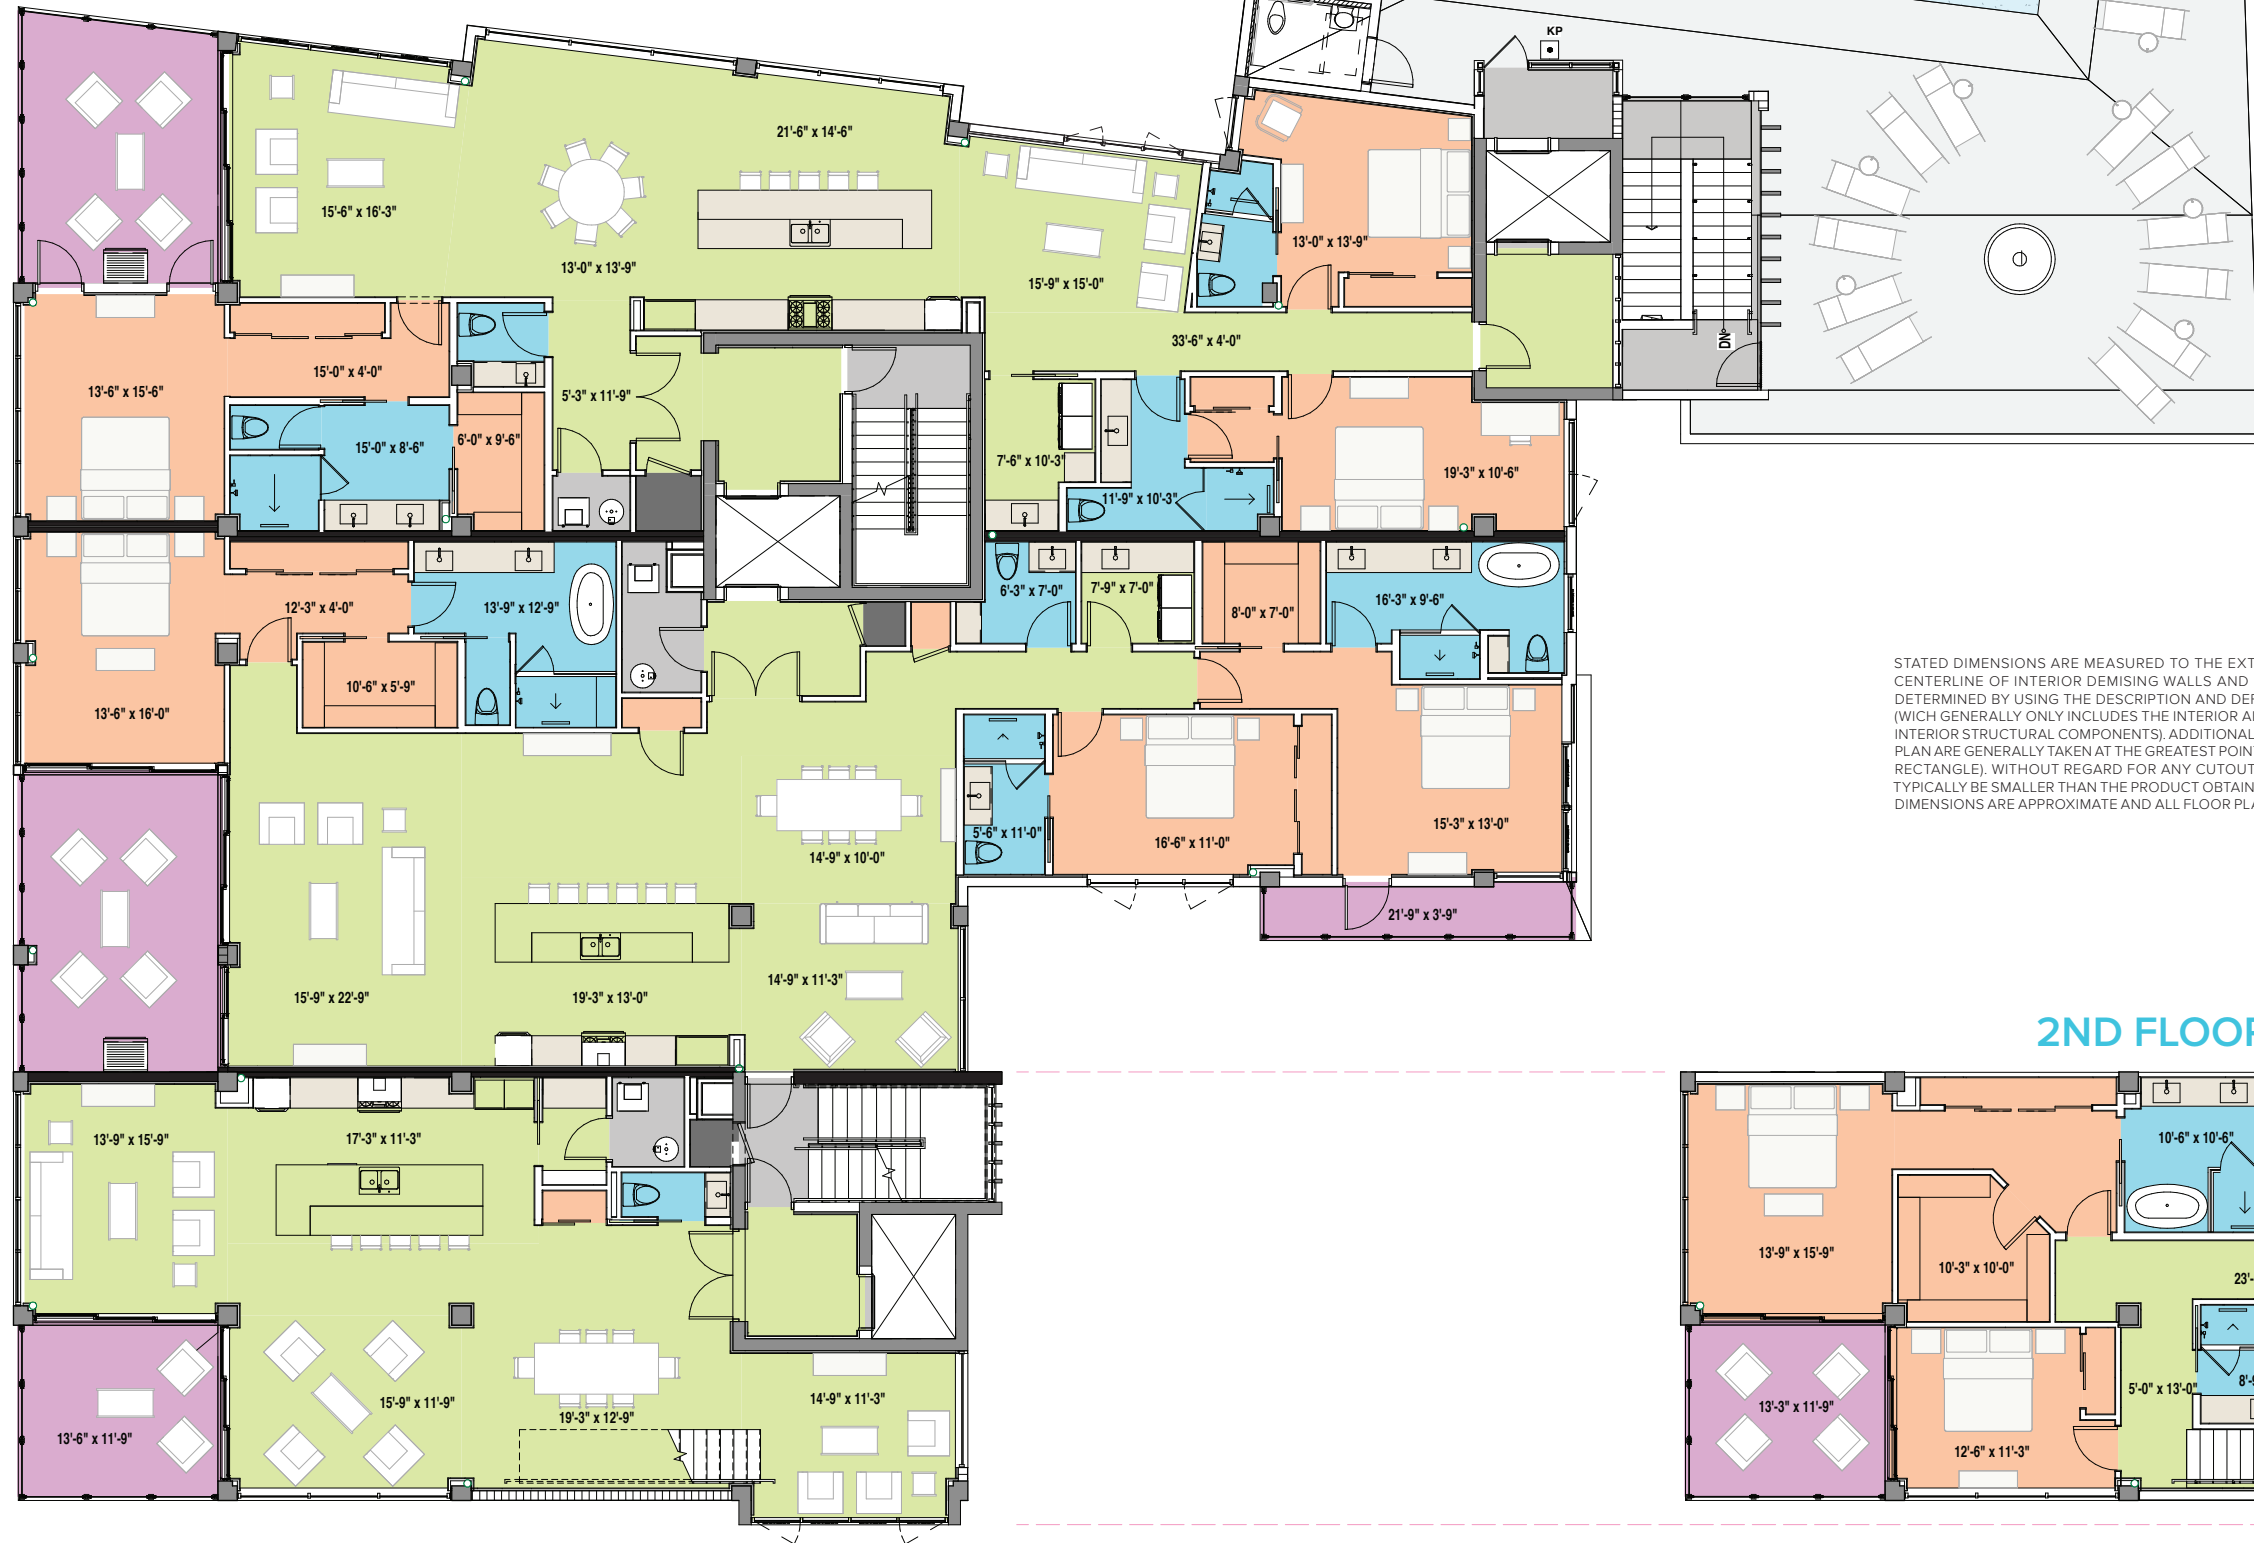 KP
21'-6" x 14'-6"
15'-6" x 16'-3"
13'-0" x 13'-9"
13'-0" x 13'-9"
15'-9" x 15'-0"
33'-6" x 4'-0"
DN
15'-0" x 4'-0"
13'-6" x 15'-6"
5'-3" x 11'-9"
15'-0" x 8'-6"
6'-0" x 9'-6"
7'-6" x 10'-3"
19'-3" x 10'-6"
11'-9" x 10'-3"
12'-3" x 4'-0"
13'-9" x 12'-9"
6'-3" x 7'-0"
7'-9" x 7'-0"
8'-0" x 7'-0"
16'-3" x 9'-6"
10'-6" x 5'-9"
13'-6" x 16'-0"
STATED DIMENSIONS ARE MEASURED TO THE EXT
CENTERLINE OF INTERIOR DEMISING WALLS AND
DETERMINED BY USING THE DESCRIPTION AND DEF
(WICH GENERALLY ONLY INCLUDES THE INTERIOR A
INTERIOR STRUCTURAL COMPONENTS). ADDITIONAL
PLAN ARE GENERALLY TAKEN AT THE GREATEST POIN
RECTANGLE). WITHOUT REGARD FOR ANY CUTOUT
TYPICALLY BE SMALLER THAN THE PRODUCT OBTAIN
DIMENSIONS ARE APPROXIMATE AND ALL FLOOR PLA
5'-6" x 11'-0"
16'-6" x 11'-0"
15'-3" x 13'-0"
14'-9" x 10'-0"
21'-9" x 3'-9"
14'-9" x 11'-3"
15'-9" x 22'-9"
19'-3" x 13'-0"
2ND FLOOR
13'-9" x 15'-9"
17'-3" x 11'-3"
10'-6" x 10'-6"
13'-9" x 15'-9"
10'-3" x 10'-0"
23'-
15'-9" x 11'-9"
14'-9" x 11'-3"
19'-3" x 12'-9"
13'-6" x 11'-9"
5'-0" x 13'-0"
8'-9
13'-3" x 11'-9"
12'-6" x 11'-3"